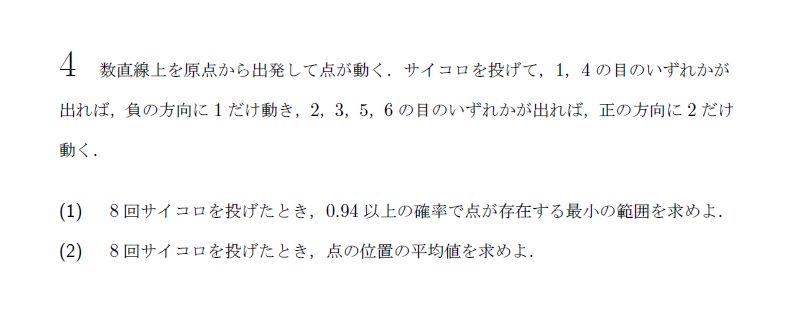 4 数直線上を原点から出発して点が動く．サイコロを投げて，1，4 の目のいずれかが
出れば，負の方向に 1 だけ動き，2，3，5，6 の目のいずれかが出れば，正の方向に 2 だけ
動く．
(1) 8 回サイコロを投げたとき，0.94 以上の確率で点が存在する最小の範囲を求めよ．
(2) 8 回サイコロを投げたとき，点の位置の平均値を求めよ．